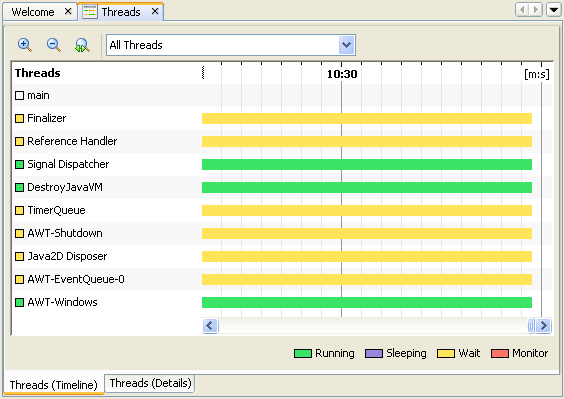 Welcome Threads
All Threads
Threads 10:30 [m:s]
main
Finalizer
Reference Handler
Signal Dispatcher
DestroyJavaVM
TimerQueue
AWT-Shutdown
Java2D Disposer
AWT-EventQueue-0
AWT-Windows
Running Sleeping Wait Monitor
Threads (Timeline) Threads (Details)